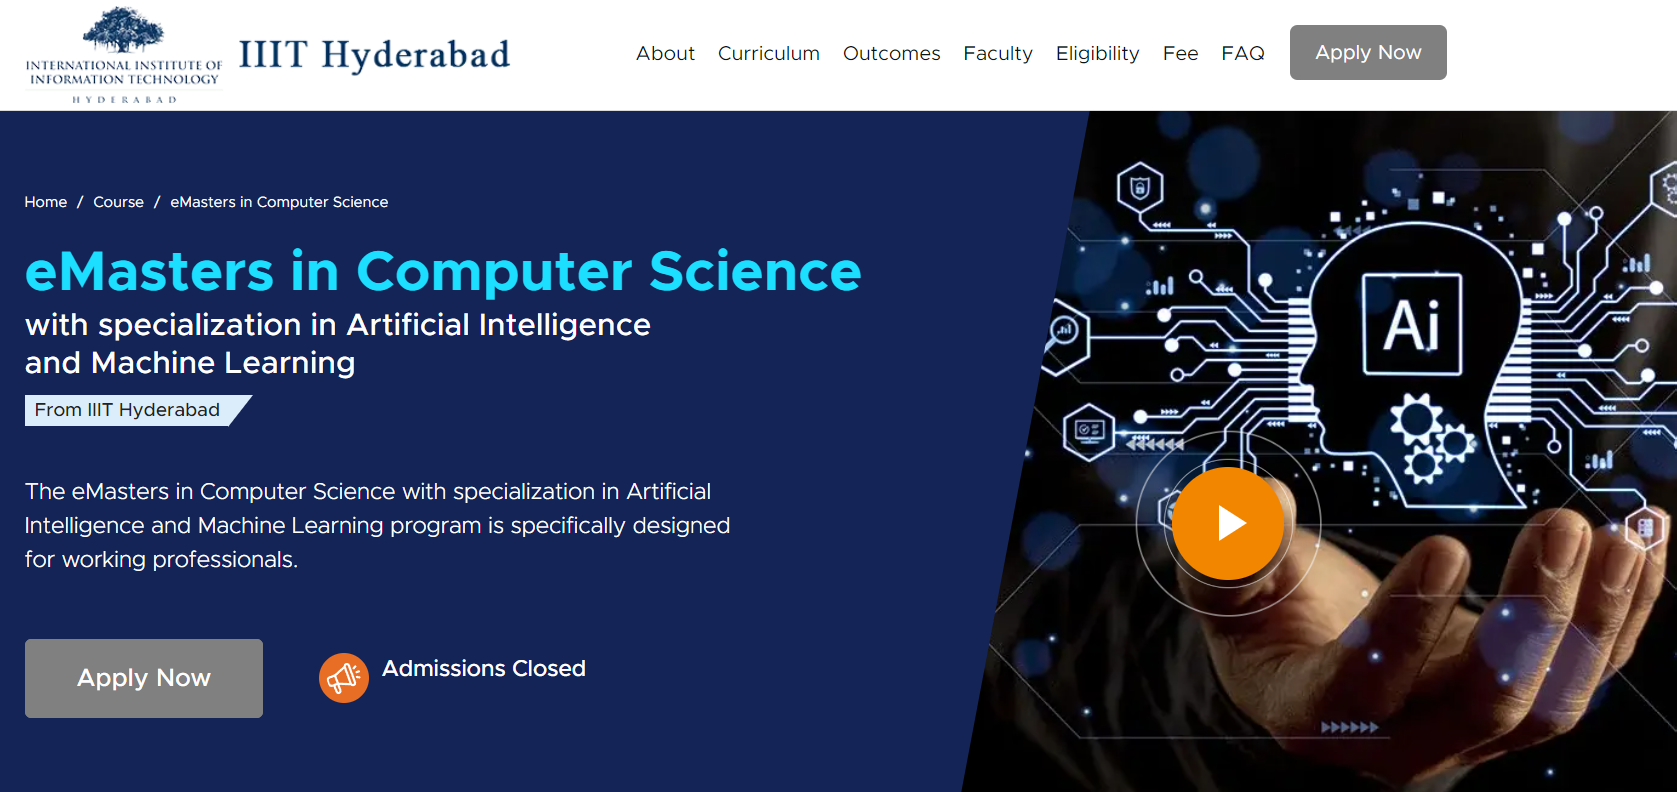 INTERNATIONAL INSTITUTE OF
INFORMATION TECHNOLOGY
HYDERABAD
IIIT Hyderabad
About Curriculum Outcomes Faculty Eligibility Fee FAQ Apply Now
Home / Course / eMasters in Computer Science
eMasters in Computer Science
with specialization in Artificial Intelligence
and Machine Learning
From IIIT Hyderabad
The eMasters in Computer Science with specialization in Artificial
Intelligence and Machine Learning program is specifically designed
for working professionals.
Apply Now
Admissions Closed
Ai